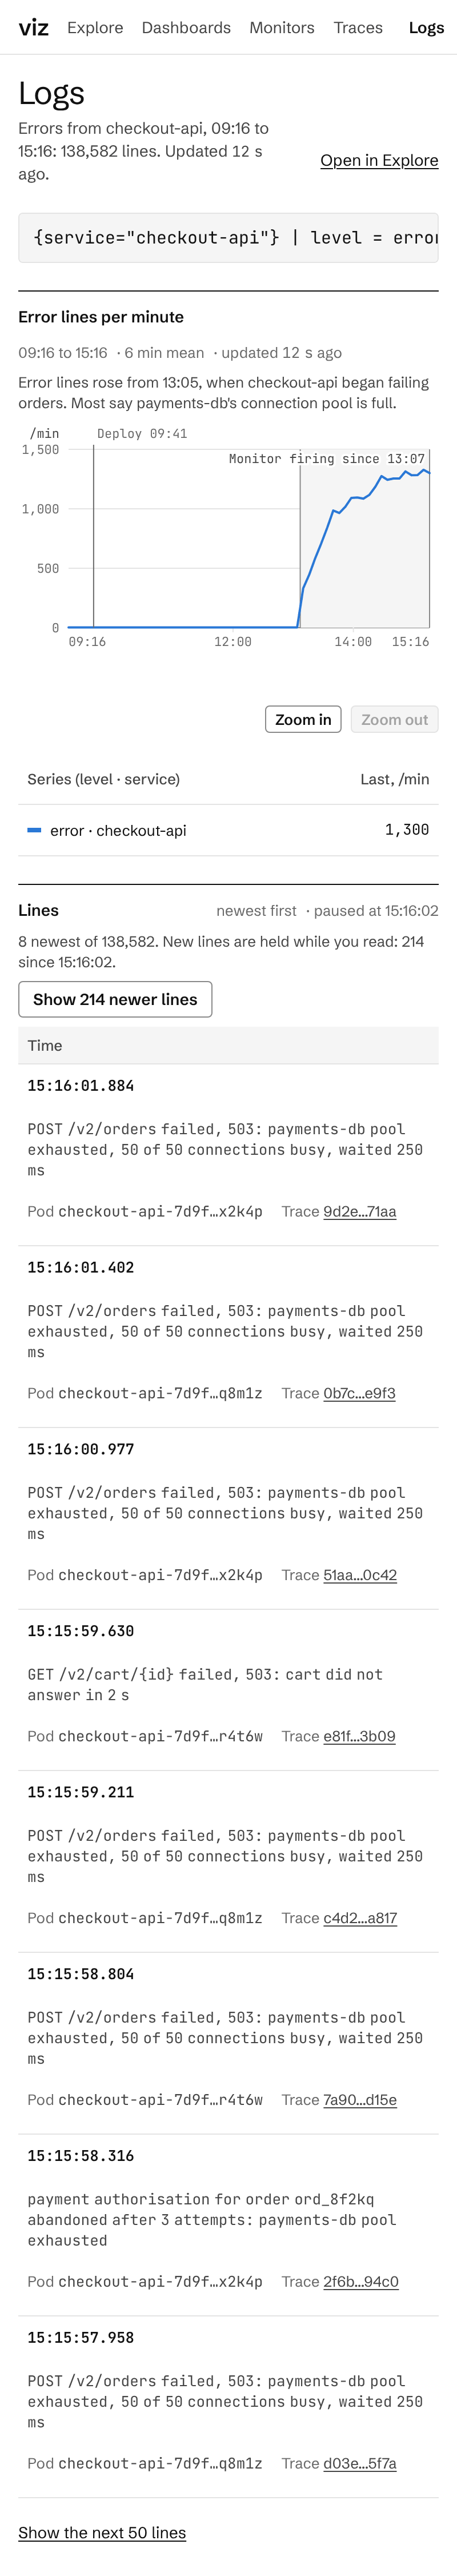 viz Explore Dashboards Monitors Traces Logs
Logs
Errors from checkout-api, 09:16 to
15:16: 138,582 lines. Updated 12 s
ago.
Open in Explore
{service="checkout-api"} | level = error
Error lines per minute
09:16 to 15:16 · 6 min mean · updated 12 s ago
Error lines rose from 13:05, when checkout-api began failing
orders. Most say payments-db's connection pool is full.
/min
Deploy 09:41
1,500
Monitor firing since 13:07
1,000
500
0
09:16 12:00 14:00 15:16
Zoom in Zoom out
Series (level · service) Last, /min
error · checkout-api 1,300
Lines newest first · paused at 15:16:02
8 newest of 138,582. New lines are held while you read: 214
since 15:16:02.
Show 214 newer lines
Time
15:16:01.884
POST /v2/orders failed, 503: payments-db pool
exhausted, 50 of 50 connections busy, waited 250
ms
Pod checkout-api-7d9f…x2k4p Trace 9d2e…71aa
15:16:01.402
POST /v2/orders failed, 503: payments-db pool
exhausted, 50 of 50 connections busy, waited 250
ms
Pod checkout-api-7d9f…q8m1z Trace 0b7c…e9f3
15:16:00.977
POST /v2/orders failed, 503: payments-db pool
exhausted, 50 of 50 connections busy, waited 250
ms
Pod checkout-api-7d9f…x2k4p Trace 51aa…0c42
15:15:59.630
GET /v2/cart/{id} failed, 503: cart did not
answer in 2 s
Pod checkout-api-7d9f…r4t6w Trace e81f…3b09
15:15:59.211
POST /v2/orders failed, 503: payments-db pool
exhausted, 50 of 50 connections busy, waited 250
ms
Pod checkout-api-7d9f…q8m1z Trace c4d2…a817
15:15:58.804
POST /v2/orders failed, 503: payments-db pool
exhausted, 50 of 50 connections busy, waited 250
ms
Pod checkout-api-7d9f…r4t6w Trace 7a90…d15e
15:15:58.316
payment authorisation for order ord_8f2kq
abandoned after 3 attempts: payments-db pool
exhausted
Pod checkout-api-7d9f…x2k4p Trace 2f6b…94c0
15:15:57.958
POST /v2/orders failed, 503: payments-db pool
exhausted, 50 of 50 connections busy, waited 250
ms
Pod checkout-api-7d9f…q8m1z Trace d03e…5f7a
Show the next 50 lines